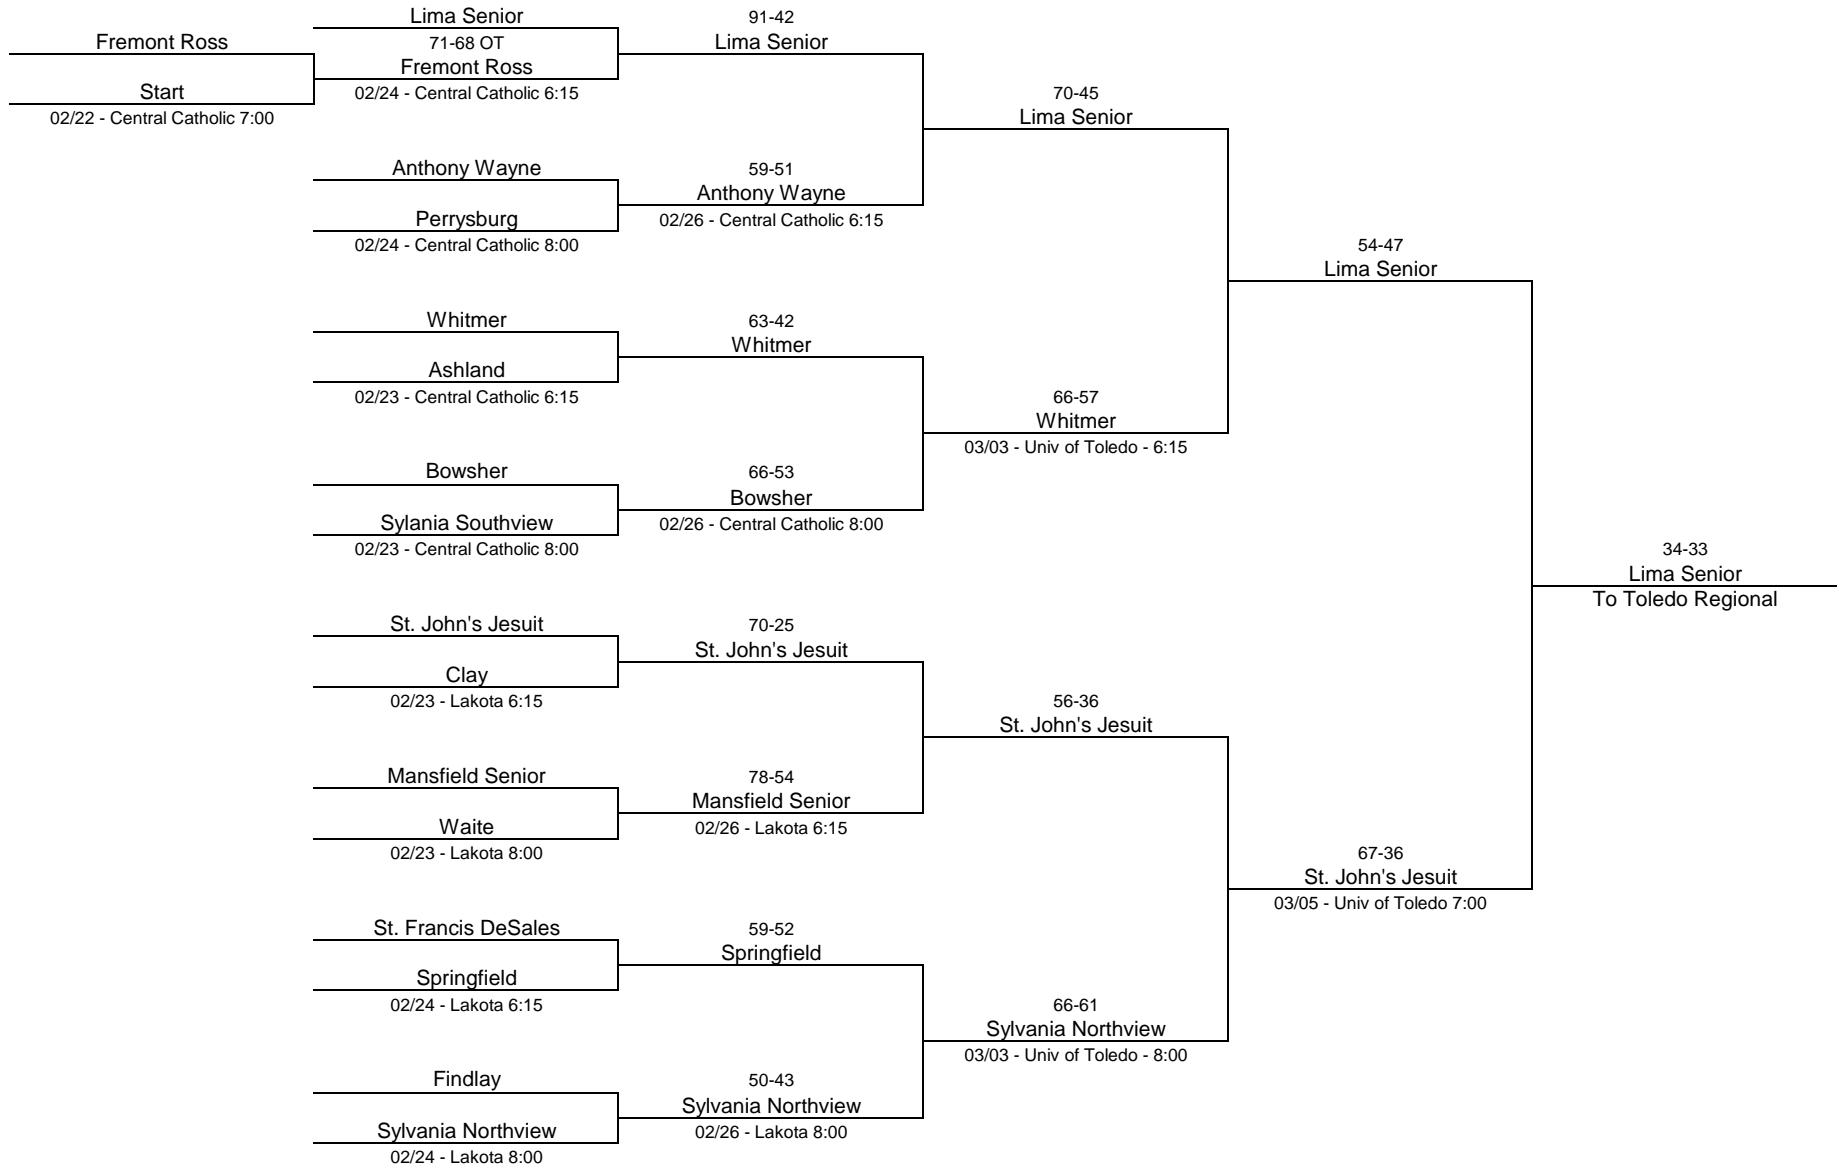 Fremont Ross
Start
02/22 - Central Catholic 7:00
Lima Senior
71-68 OT
Fremont Ross
02/24 - Central Catholic 6:15
Anthony Wayne
Perrysburg
02/24 - Central Catholic 8:00
Whitmer
Ashland
02/23 - Central Catholic 6:15
Bowsher
Sylania Southview
02/23 - Central Catholic 8:00
St. John's Jesuit
Clay
02/23 - Lakota 6:15
Mansfield Senior
Waite
02/23 - Lakota 8:00
St. Francis DeSales
Springfield
02/24 - Lakota 6:15
Findlay
Sylvania Northview
02/24 - Lakota 8:00
91-42
Lima Senior
59-51
Anthony Wayne
02/26 - Central Catholic 6:15
63-42
Whitmer
66-53
Bowsher
02/26 - Central Catholic 8:00
70-25
St. John's Jesuit
78-54
Mansfield Senior
02/26 - Lakota 6:15
59-52
Springfield
50-43
Sylvania Northview
02/26 - Lakota 8:00
70-45
Lima Senior
66-57
Whitmer
03/03 - Univ of Toledo - 6:15
56-36
St. John's Jesuit
66-61
Sylvania Northview
03/03 - Univ of Toledo - 8:00
54-47
Lima Senior
67-36
St. John's Jesuit
03/05 - Univ of Toledo 7:00
34-33
Lima Senior
To Toledo Regional